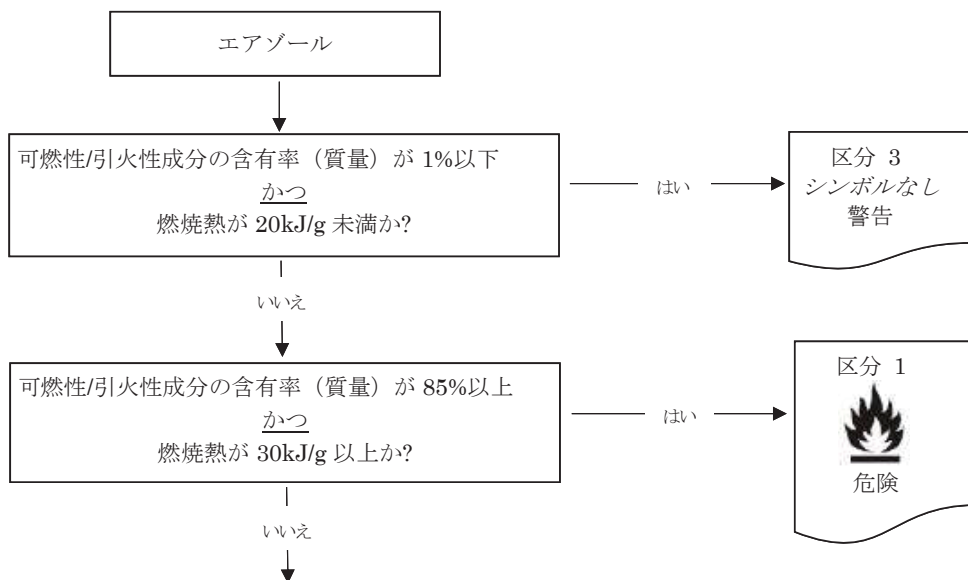 エアゾール
可燃性/引火性成分の含有率（質量）が 1%以下
かつ
燃焼熱が 20kJ/g 未満か?
はい
区分 3
シンボルなし
警告
いいえ
可燃性/引火性成分の含有率（質量）が 85%以上
かつ
燃焼熱が 30kJ/g 以上か?
はい
区分 1
危険
いいえ